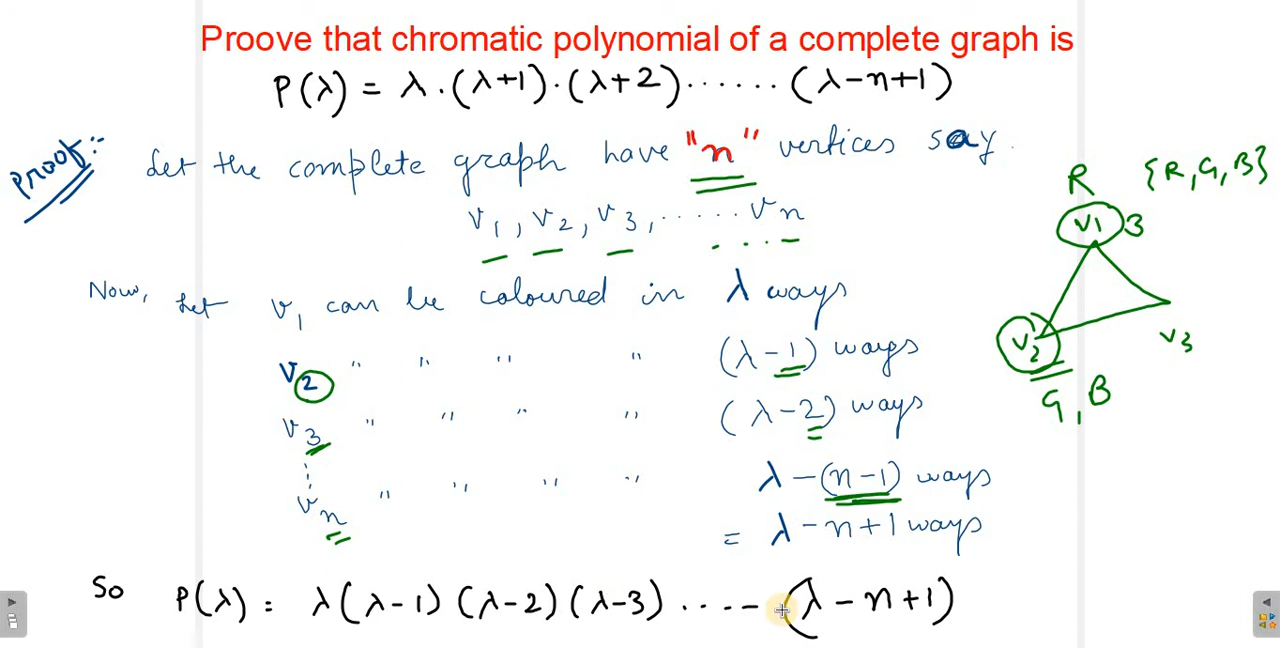 Proove that chromatic polynomial of a complete graph is
P(λ) = λ·(λ+1)·(λ+2)......(λ-n+1)
Proof:-
Let the complete graph have "n" vertices say.
v1, v2, v3, ...... vn
Now, Let v1 can be coloured in λ ways
v2 " " " " (λ-1) ways
v3 " " " " (λ-2) ways
⋮
vn " " " " λ-(n-1) ways
= λ-n+1 ways
So P(λ) = λ(λ-1)(λ-2)(λ-3)....-(λ-n+1)
R {R,G,B}
v1 3
v2 v3
G, B